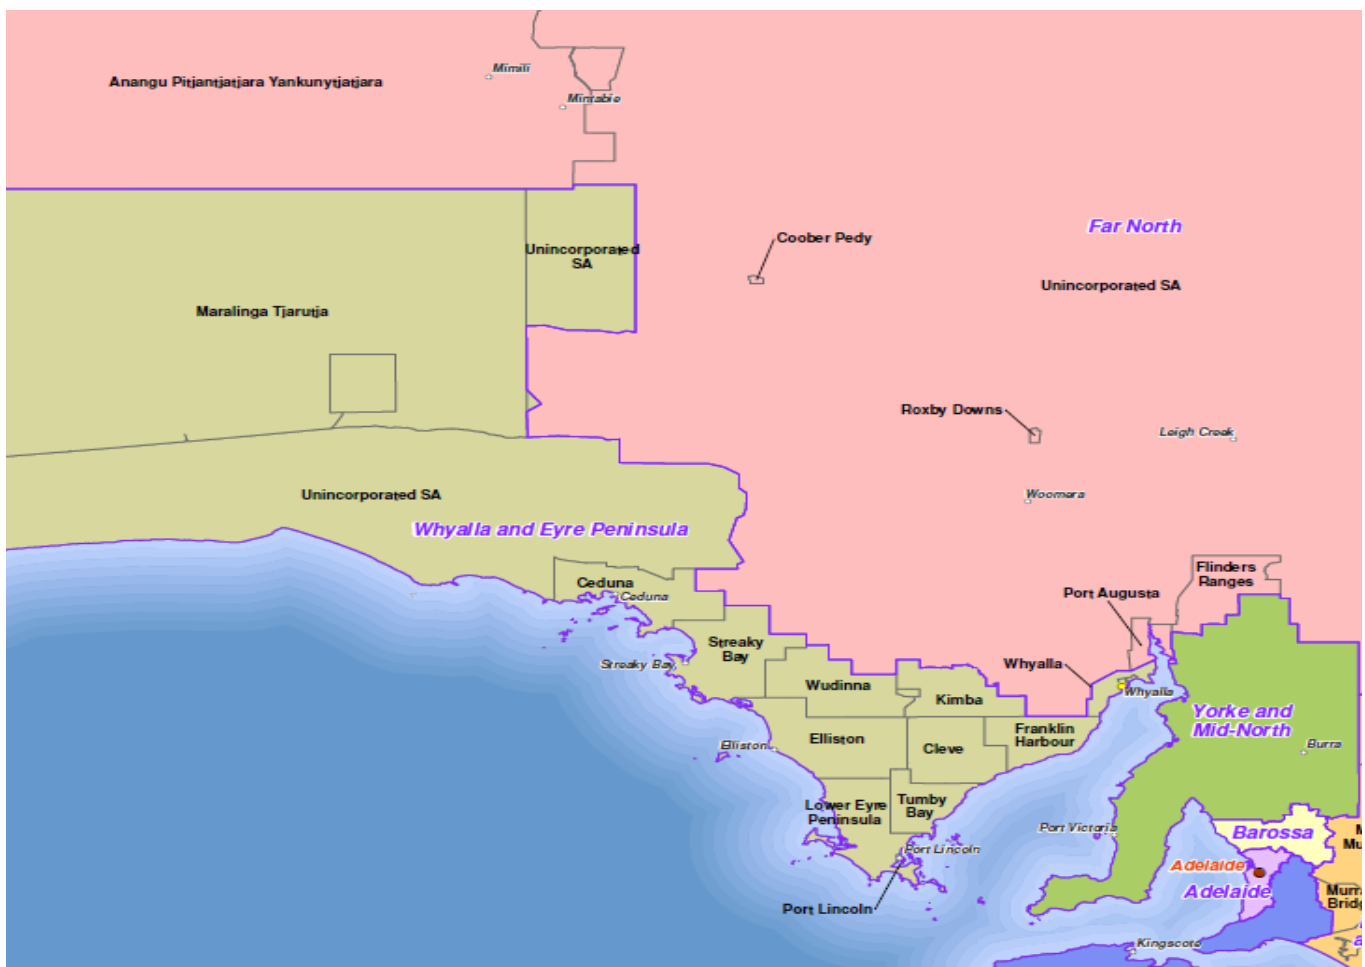 Mimili
Anangu Pitjantjatjara Yankunytjatjara
Mintabie
Far North
Coober Pedy
Unincorporated
SA
Unincorporated SA
Maralinga Tjarutja
Roxby Downs
Leigh Creek
Unincorporated SA
Woomera
Whyalla and Eyre Peninsula
Flinders
Ranges
Ceduna
Port Augusta
Ceduna
Streaky
Bay
Streaky Bay
Whyalla
Wudinna
Whyalla
Kimba
Yorke and
Mid-North
Franklin
Harbour
Elliston
Elliston
Cleve
Burra
Lower Eyre
Peninsula
Tumby
Bay
Port Victoria
Barossa
Port Lincoln
Adelaide
Adelaide
Port Lincoln
Kingscote